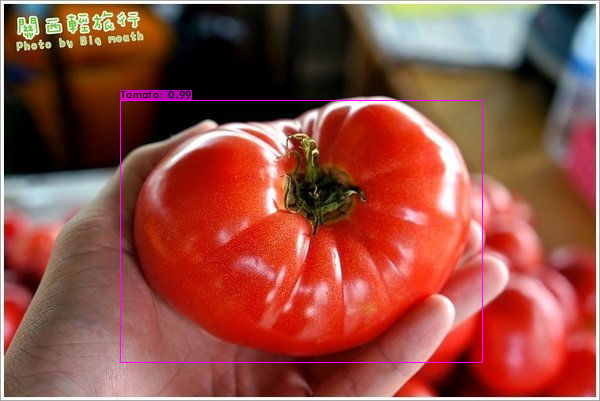 關西輕旅行
Photo by Big mouth
Tomato: 0.99